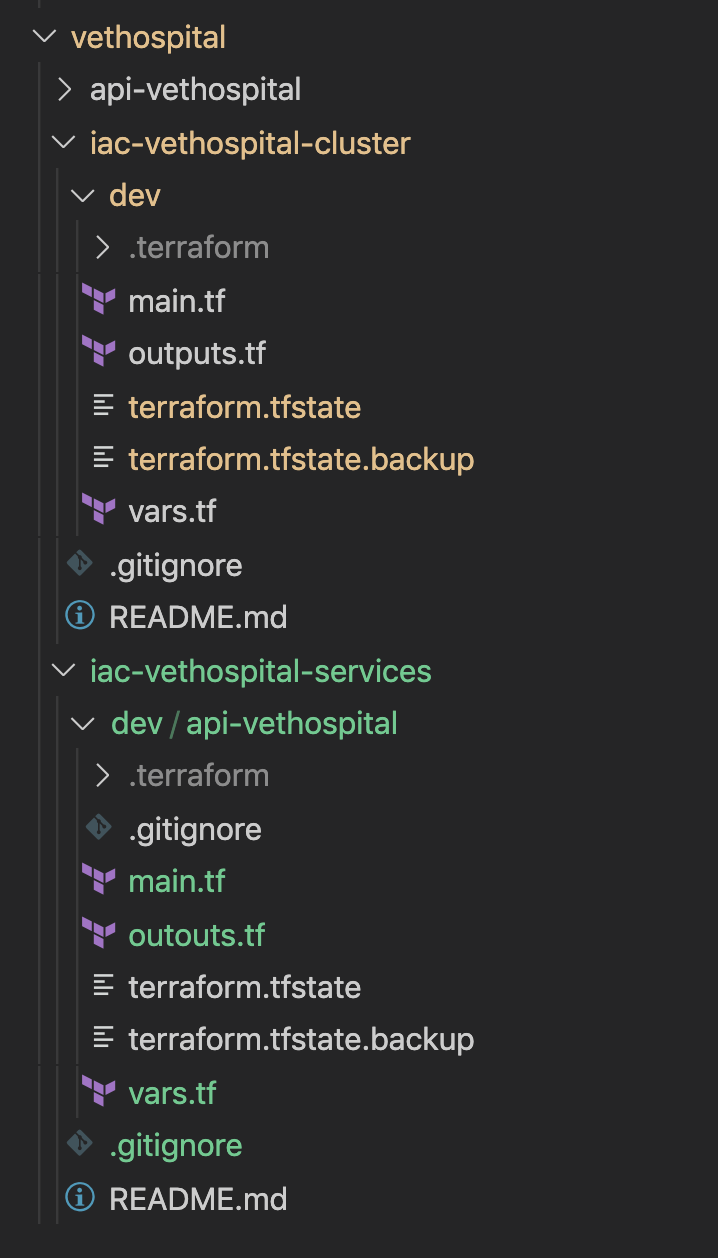 vethospital
api-vethospital
iac-vethospital-cluster
dev
.terraform
main.tf
outputs.tf
terraform.tfstate
terraform.tfstate.backup
vars.tf
.gitignore
README.md
iac-vethospital-services
dev / api-vethospital
.terraform
.gitignore
main.tf
outouts.tf
terraform.tfstate
terraform.tfstate.backup
vars.tf
.gitignore
README.md